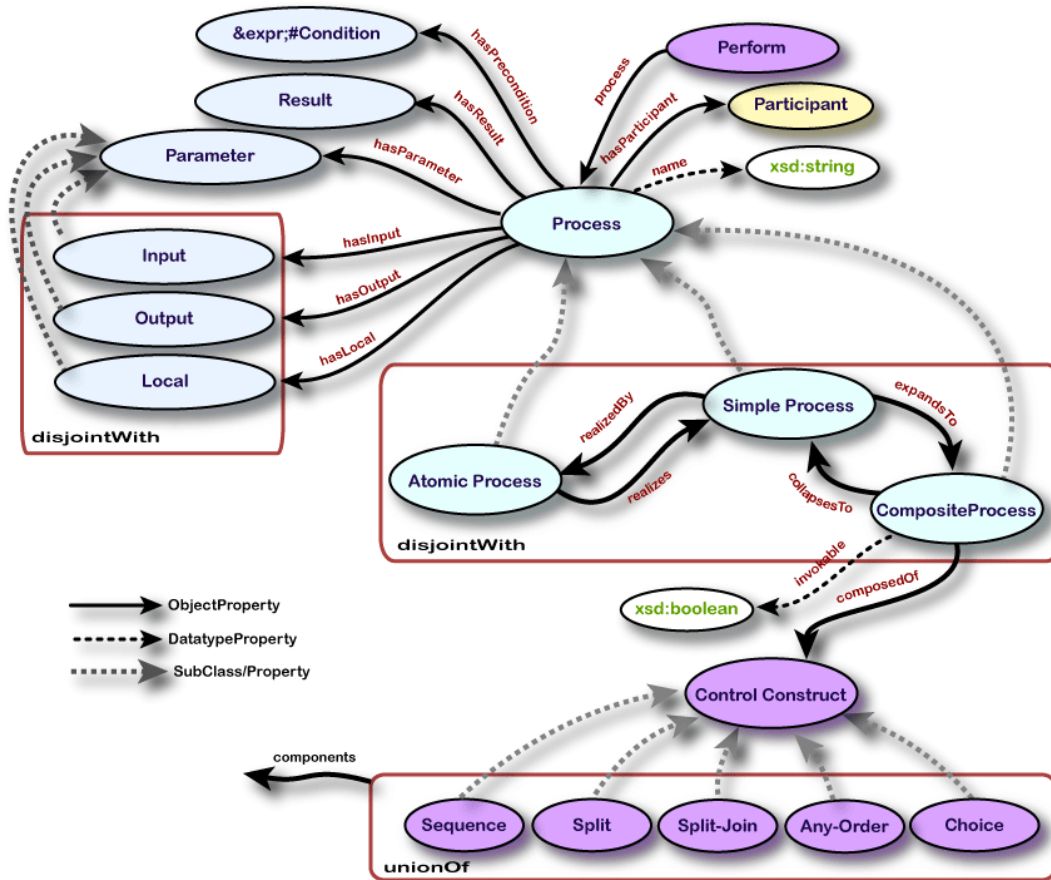 &expr;#Condition
Perform
hasPrecondition
process
Result
hasResult
hasParticipant
Participant
Parameter
hasParameter
name
xsd:string
Process
Input
hasInput
Output
hasOutput
Local
hasLocal
disjointWith
Simple Process
realizedBy
expandsTo
Atomic Process
realizes
collapsesTo
CompositeProcess
disjointWith
invokable
composedOf
xsd:boolean
ObjectProperty
DatatypeProperty
SubClass/Property
Control Construct
components
Sequence
Split
Split-Join
Any-Order
Choice
unionOf